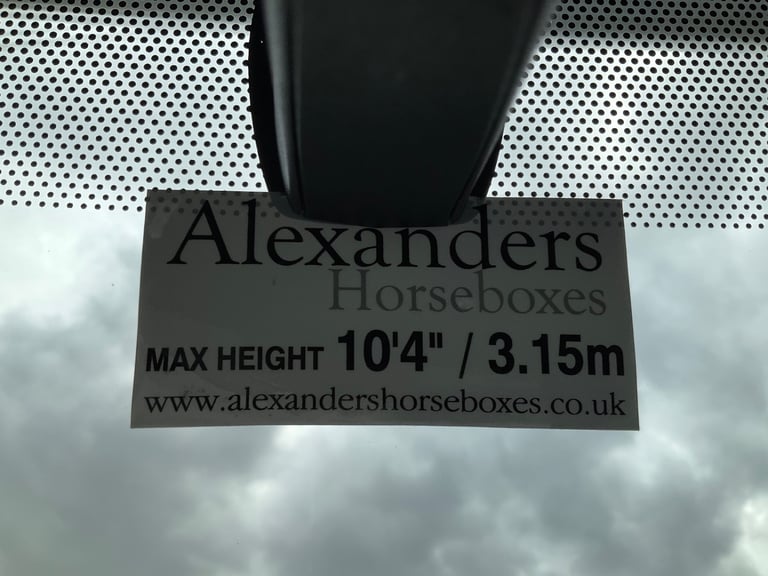 Alexanders
Horseboxes
MAX HEIGHT 10'4" / 3.15m
www.alexandershorseboxes.co.uk